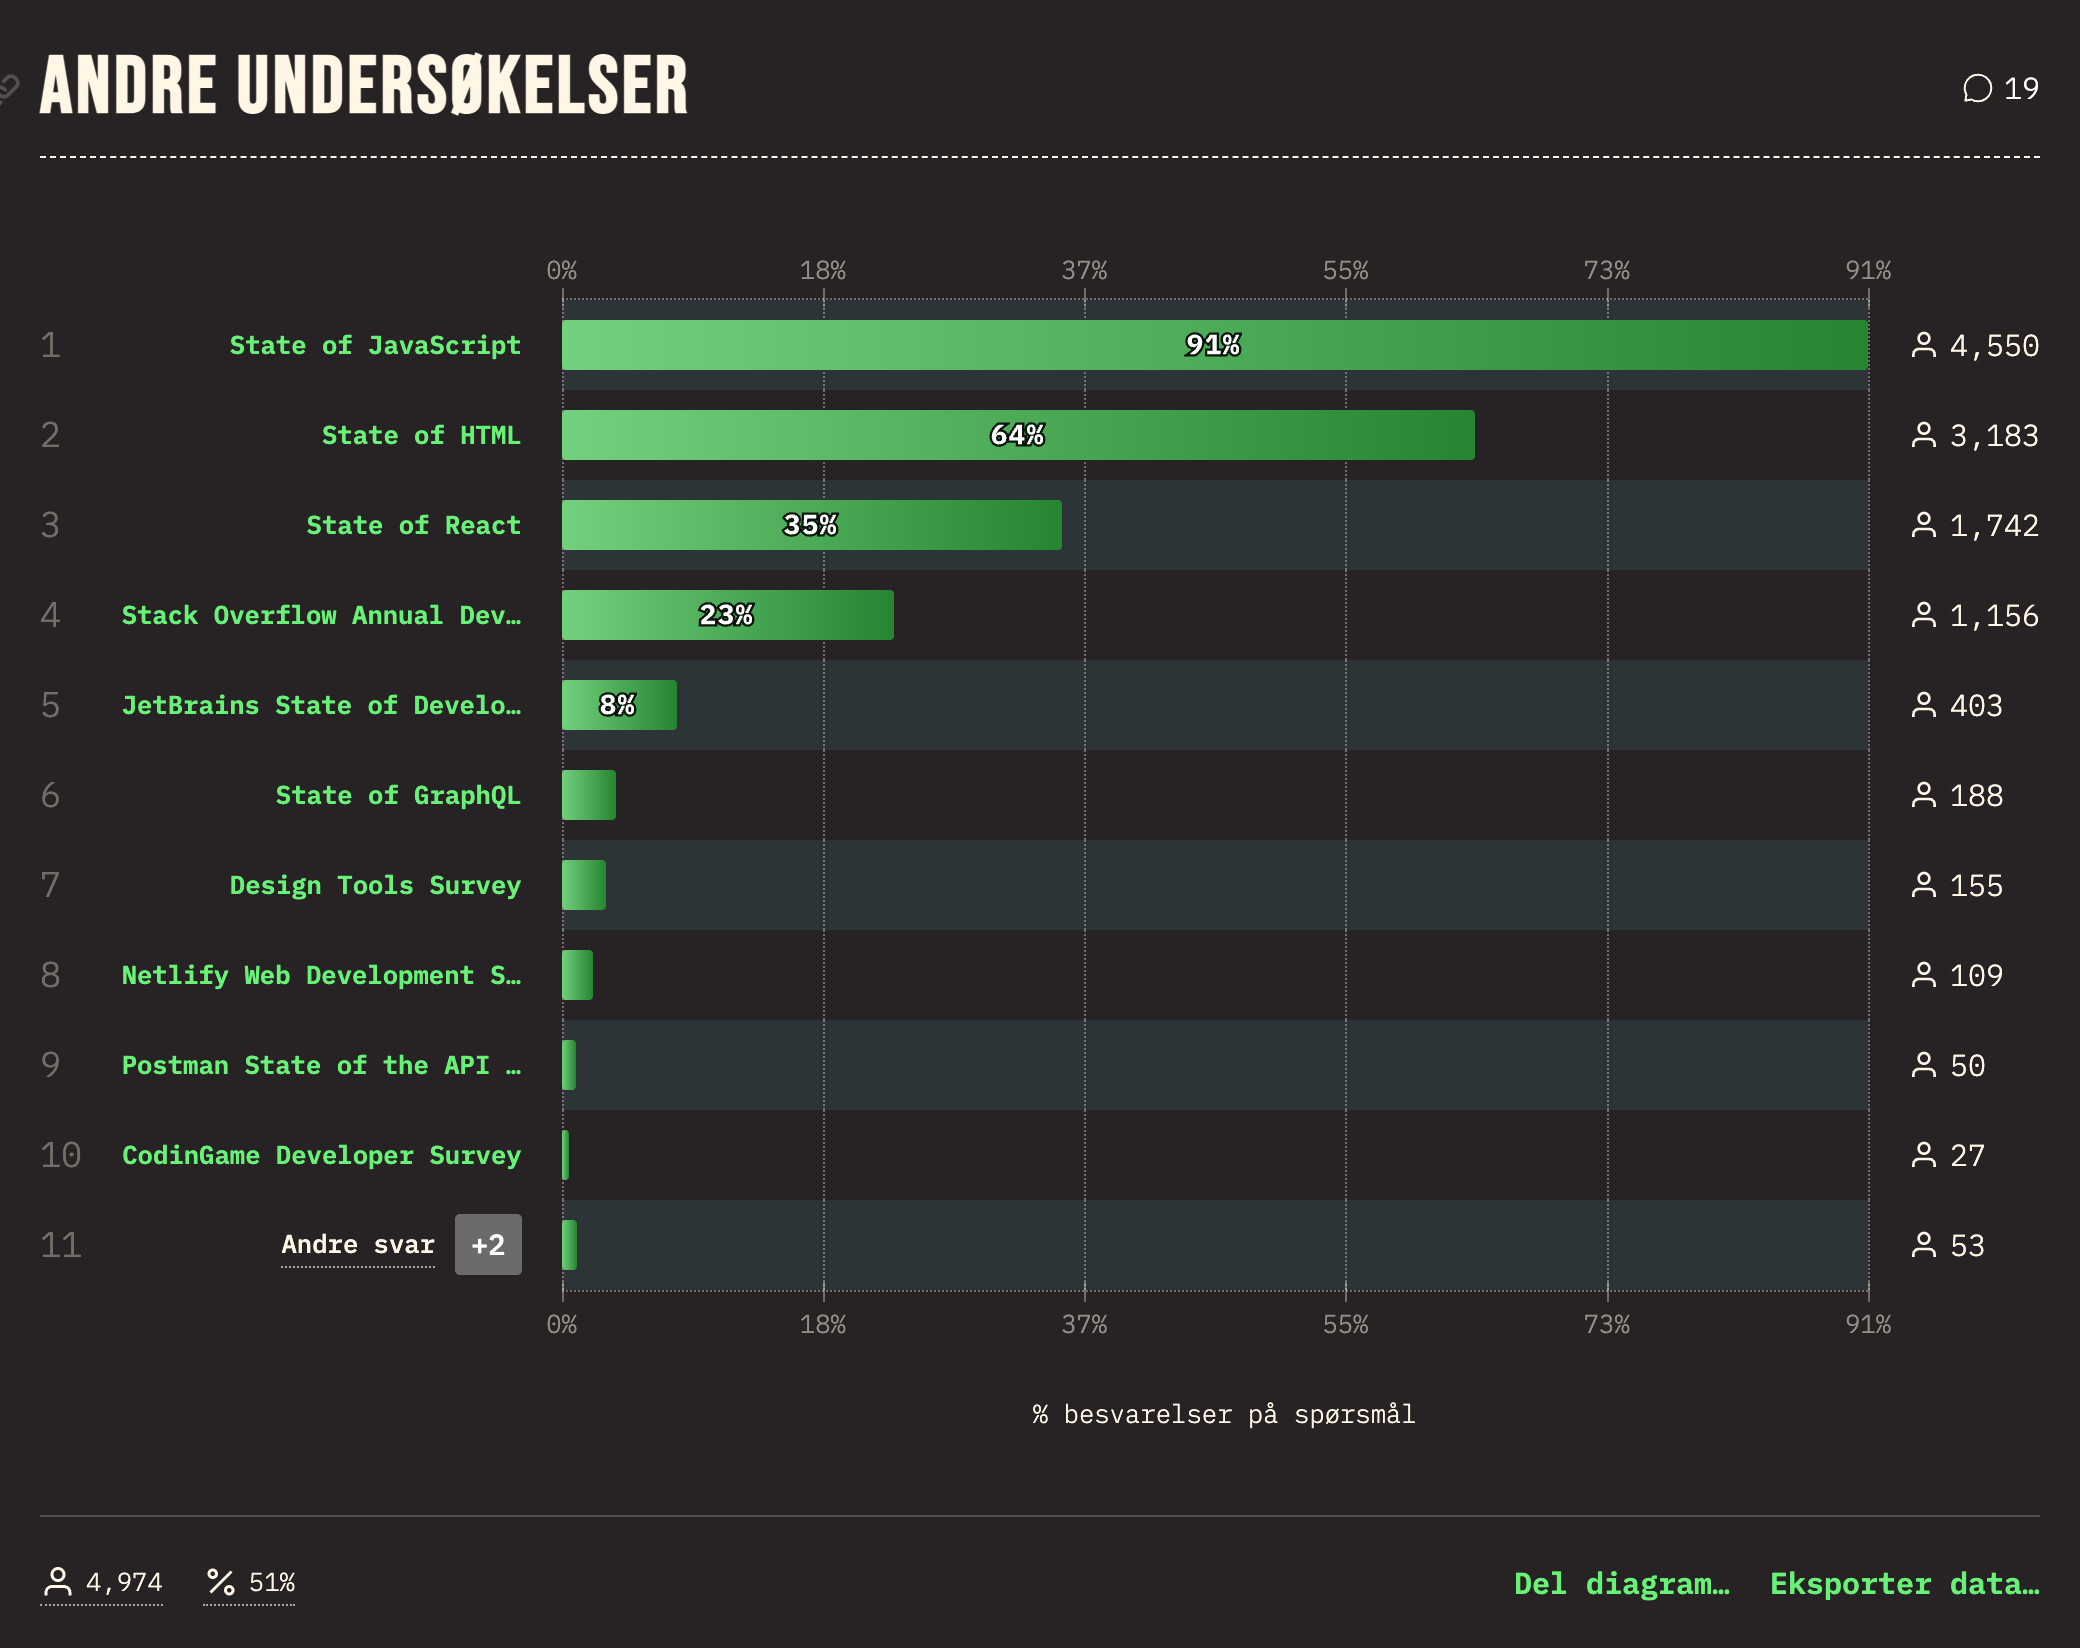 ANDRE UNDERSØKELSER
19
0% 18% 37% 55% 73% 91%
1 State of JavaScript 91% 4,550
2 State of HTML 64% 3,183
3 State of React 35% 1,742
4 Stack Overflow Annual Dev… 23% 1,156
5 JetBrains State of Develo… 8% 403
6 State of GraphQL 188
7 Design Tools Survey 155
8 Netlify Web Development S… 109
9 Postman State of the API … 50
10 CodinGame Developer Survey 27
11 Andre svar +2 53
0% 18% 37% 55% 73% 91%
% besvarelser på spørsmål
4,974 51% Del diagram… Eksporter data…